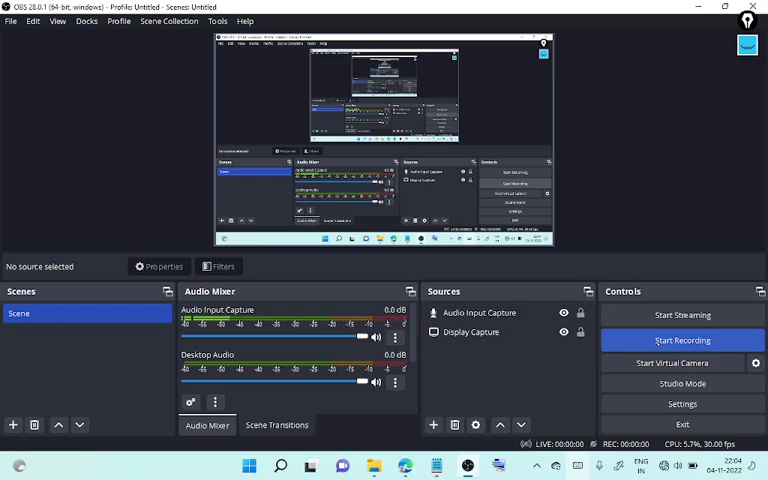 OBS 28.0.1 (64-bit, windows) - Profile: Untitled - Scenes: Untitled
File Edit View Docks Profile Scene Collection Tools Help
No source selected
Properties Filters
Scenes
Scene
Audio Mixer
Audio Input Capture 0.0 dB
-60 -55 -50 -45 -40 -35 -30 -25 -20 -15 -10 -5 0
Desktop Audio 0.0 dB
-60 -55 -50 -45 -40 -35 -30 -25 -20 -15 -10 -5 0
Audio Mixer Scene Transitions
Sources
Audio Input Capture
Display Capture
Controls
Start Streaming
Start Recording
Start Virtual Camera
Studio Mode
Settings
Exit
LIVE: 00:00:00 REC: 00:00:00 CPU: 5.7%, 30.00 fps
ENG
IN
22:04
04-11-2022